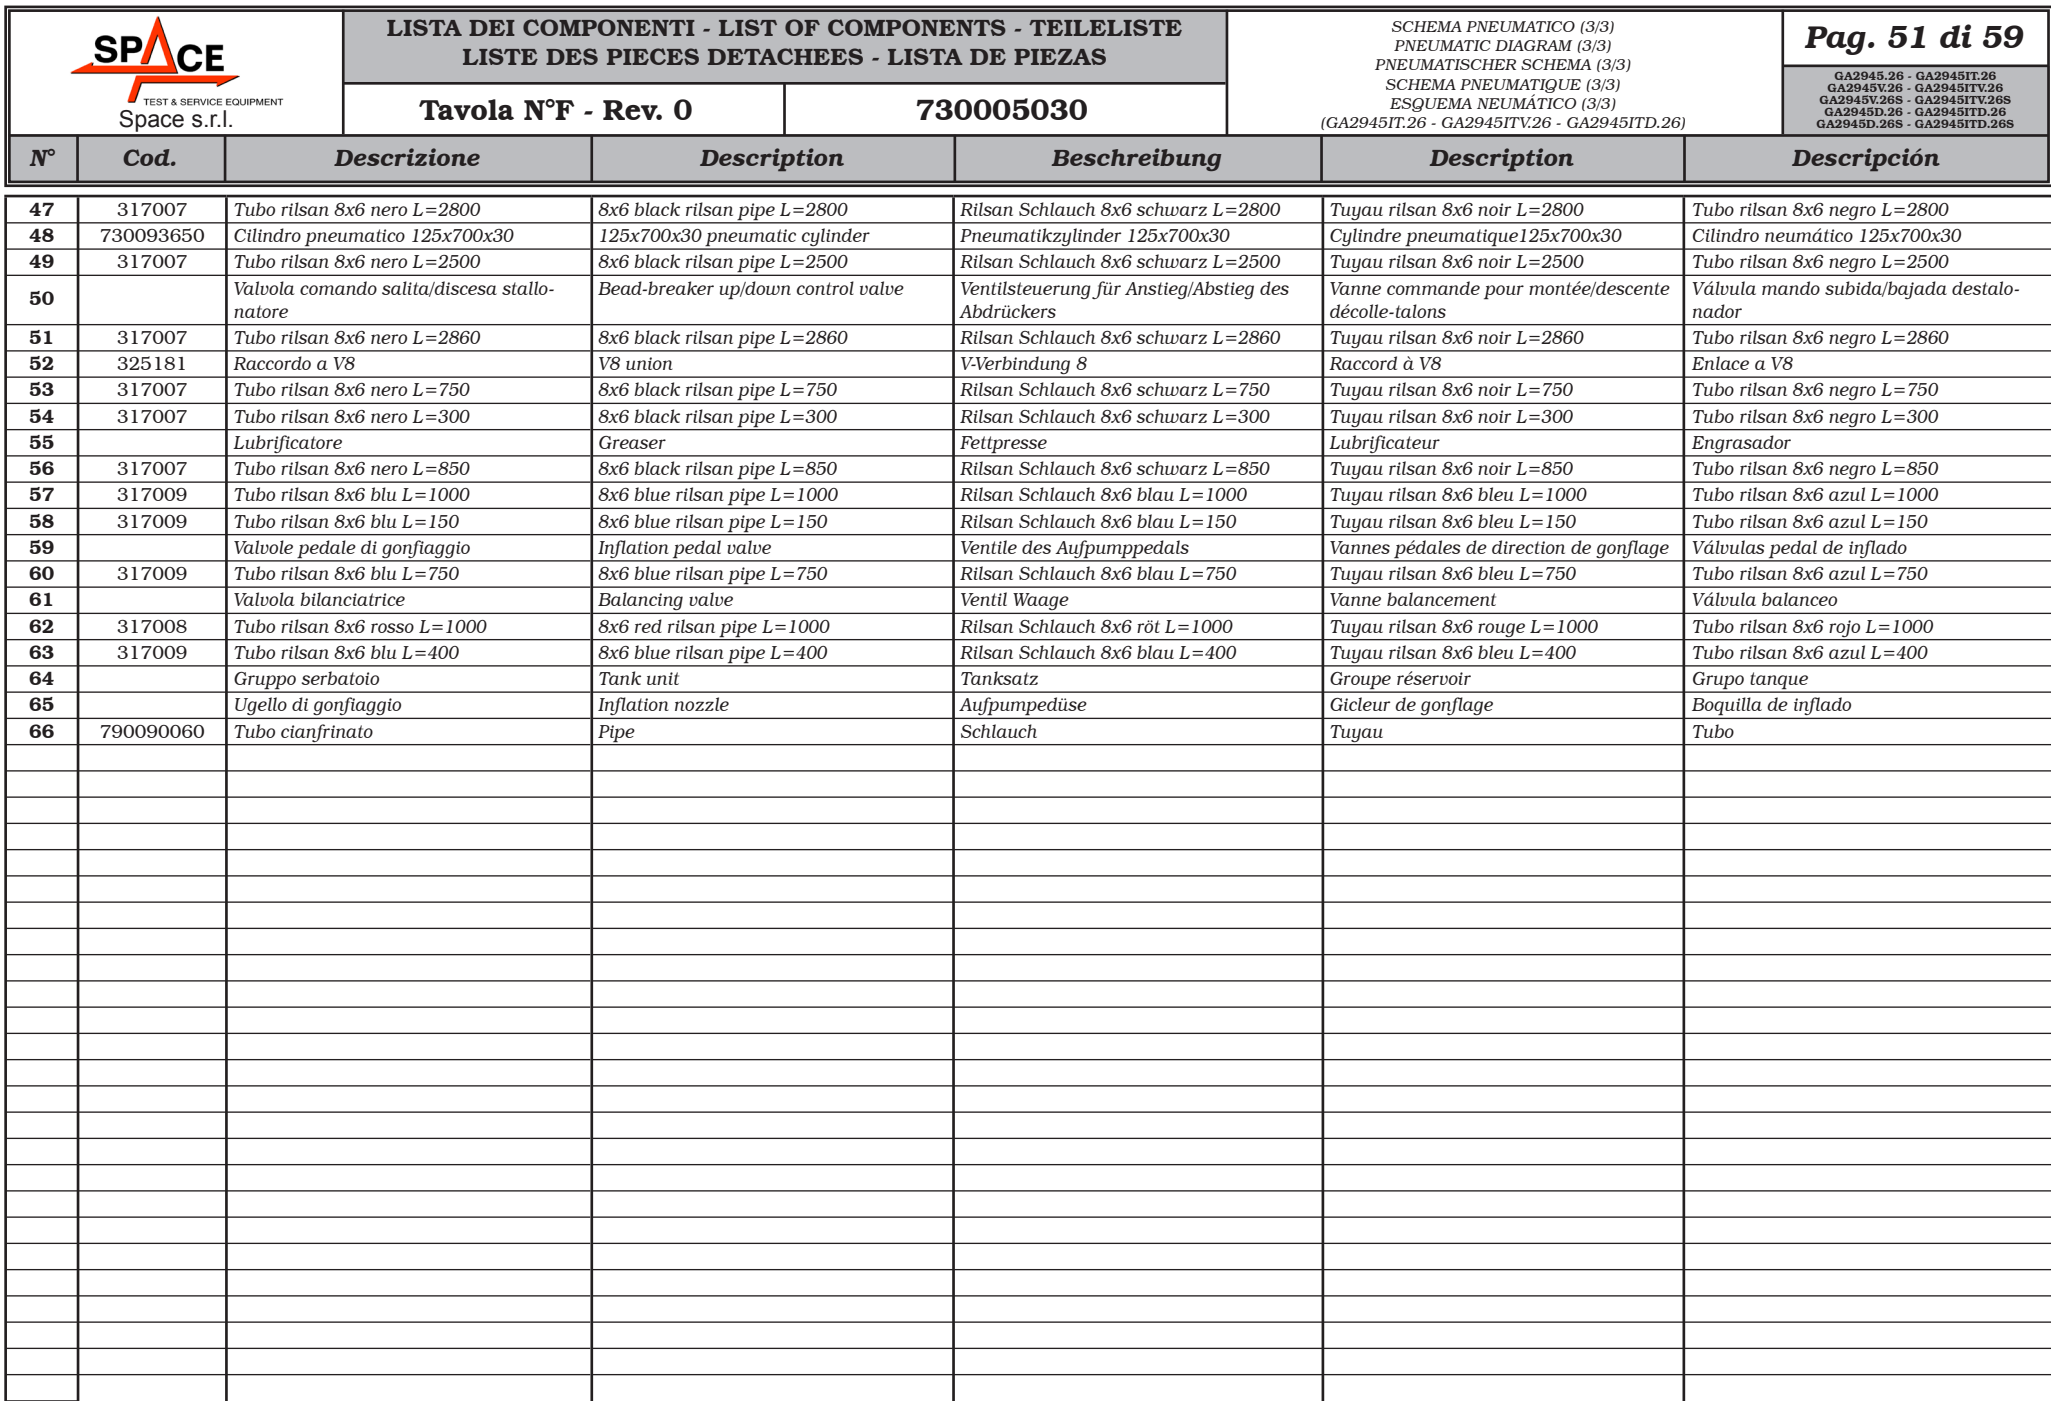 SPACE
TEST & SERVICE EQUIPMENT
Space s.r.l.
LISTA DEI COMPONENTI - LIST OF COMPONENTS - TEILELISTE
LISTE DES PIECES DETACHEES - LISTA DE PIEZAS
Tavola N°F - Rev. 0 730005030
SCHEMA PNEUMATICO (3/3)
PNEUMATIC DIAGRAM (3/3)
PNEUMATISCHER SCHEMA (3/3)
SCHEMA PNEUMATIQUE (3/3)
ESQUEMA NEUMÁTICO (3/3)
(GA2945IT.26 - GA2945ITV.26 - GA2945ITD.26)
Pag. 51 di 59
GA2945.26 - GA2945IT.26
GA2945V.26 - GA2945ITV.26
GA2945V.26S - GA2945ITV.26S
GA2945D.26 - GA2945ITD.26
GA2945D.26S - GA2945ITD.26S
N° Cod. Descrizione Description Beschreibung Description Descripción
47 317007 Tubo rilsan 8x6 nero L=2800 8x6 black rilsan pipe L=2800 Rilsan Schlauch 8x6 schwarz L=2800 Tuyau rilsan 8x6 noir L=2800 Tubo rilsan 8x6 negro L=2800
48 730093650 Cilindro pneumatico 125x700x30 125x700x30 pneumatic cylinder Pneumatikzylinder 125x700x30 Cylindre pneumatique125x700x30 Cilindro neumático 125x700x30
49 317007 Tubo rilsan 8x6 nero L=2500 8x6 black rilsan pipe L=2500 Rilsan Schlauch 8x6 schwarz L=2500 Tuyau rilsan 8x6 noir L=2500 Tubo rilsan 8x6 negro L=2500
50 Valvola comando salita/discesa stallo- Bead-breaker up/down control valve Ventilsteuerung für Anstieg/Abstieg des Vanne commande pour montée/descente Válvula mando subida/bajada destalo-
natore Abdrückers décolle-talons nador
51 317007 Tubo rilsan 8x6 nero L=2860 8x6 black rilsan pipe L=2860 Rilsan Schlauch 8x6 schwarz L=2860 Tuyau rilsan 8x6 noir L=2860 Tubo rilsan 8x6 negro L=2860
52 325181 Raccordo a V8 V8 union V-Verbindung 8 Raccord à V8 Enlace a V8
53 317007 Tubo rilsan 8x6 nero L=750 8x6 black rilsan pipe L=750 Rilsan Schlauch 8x6 schwarz L=750 Tuyau rilsan 8x6 noir L=750 Tubo rilsan 8x6 negro L=750
54 317007 Tubo rilsan 8x6 nero L=300 8x6 black rilsan pipe L=300 Rilsan Schlauch 8x6 schwarz L=300 Tuyau rilsan 8x6 noir L=300 Tubo rilsan 8x6 negro L=300
55 Lubrificatore Greaser Fettpresse Lubrificateur Engrasador
56 317007 Tubo rilsan 8x6 nero L=850 8x6 black rilsan pipe L=850 Rilsan Schlauch 8x6 schwarz L=850 Tuyau rilsan 8x6 noir L=850 Tubo rilsan 8x6 negro L=850
57 317009 Tubo rilsan 8x6 blu L=1000 8x6 blue rilsan pipe L=1000 Rilsan Schlauch 8x6 blau L=1000 Tuyau rilsan 8x6 bleu L=1000 Tubo rilsan 8x6 azul L=1000
58 317009 Tubo rilsan 8x6 blu L=150 8x6 blue rilsan pipe L=150 Rilsan Schlauch 8x6 blau L=150 Tuyau rilsan 8x6 bleu L=150 Tubo rilsan 8x6 azul L=150
59 Valvole pedale di gonfiaggio Inflation pedal valve Ventile des Aufpumppedals Vannes pédales de direction de gonflage Válvulas pedal de inflado
60 317009 Tubo rilsan 8x6 blu L=750 8x6 blue rilsan pipe L=750 Rilsan Schlauch 8x6 blau L=750 Tuyau rilsan 8x6 bleu L=750 Tubo rilsan 8x6 azul L=750
61 Valvola bilanciatrice Balancing valve Ventil Waage Vanne balancement Válvula balanceo
62 317008 Tubo rilsan 8x6 rosso L=1000 8x6 red rilsan pipe L=1000 Rilsan Schlauch 8x6 röt L=1000 Tuyau rilsan 8x6 rouge L=1000 Tubo rilsan 8x6 rojo L=1000
63 317009 Tubo rilsan 8x6 blu L=400 8x6 blue rilsan pipe L=400 Rilsan Schlauch 8x6 blau L=400 Tuyau rilsan 8x6 bleu L=400 Tubo rilsan 8x6 azul L=400
64 Gruppo serbatoio Tank unit Tanksatz Groupe réservoir Grupo tanque
65 Ugello di gonfiaggio Inflation nozzle Aufpumpedüse Gicleur de gonflage Boquilla de inflado
66 790090060 Tubo cianfrinato Pipe Schlauch Tuyau Tubo